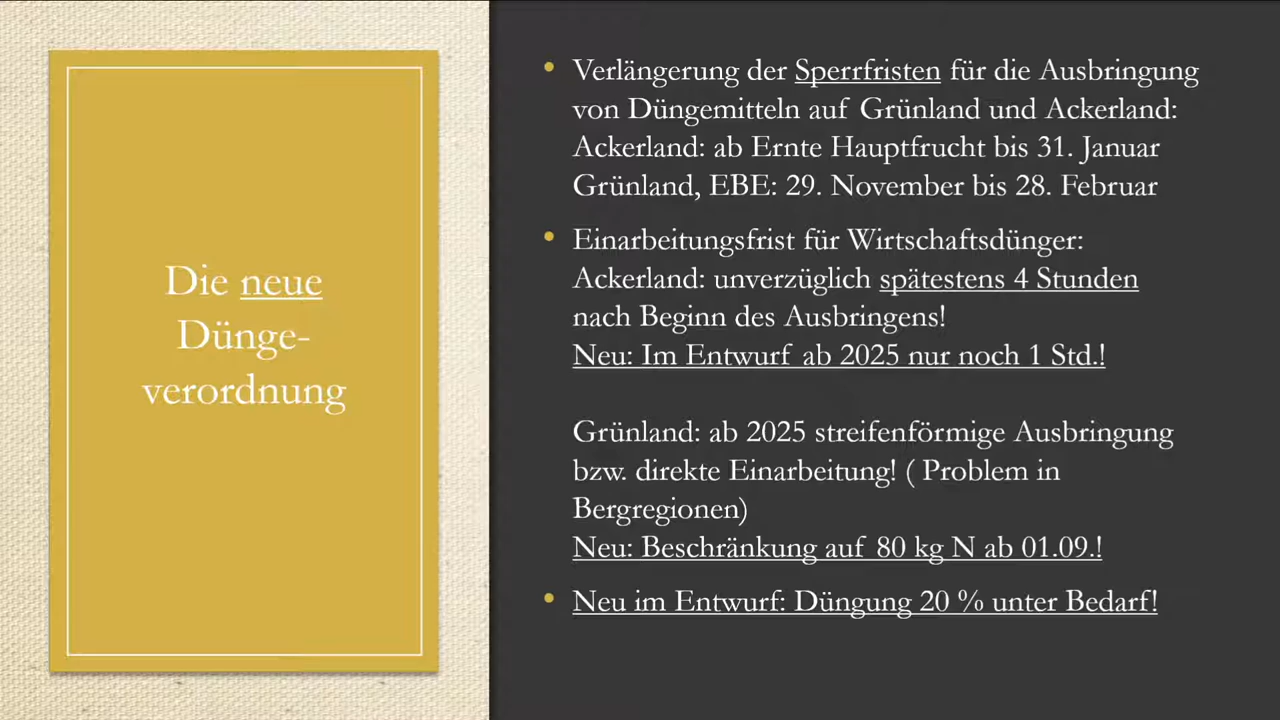 Die neue
Dünge-
verordnung
Verlängerung der Sperrfristen für die Ausbringung
von Düngemitteln auf Grünland und Ackerland:
Ackerland: ab Ernte Hauptfrucht bis 31. Januar
Grünland, EBE: 29. November bis 28. Februar
Einarbeitungsfrist für Wirtschaftsdünger:
Ackerland: unverzüglich spätestens 4 Stunden
nach Beginn des Ausbringens!
Neu: Im Entwurf ab 2025 nur noch 1 Std.!
Grünland: ab 2025 streifenförmige Ausbringung
bzw. direkte Einarbeitung! ( Problem in
Bergregionen)
Neu: Beschränkung auf 80 kg N ab 01.09.!
Neu im Entwurf: Düngung 20 % unter Bedarf!